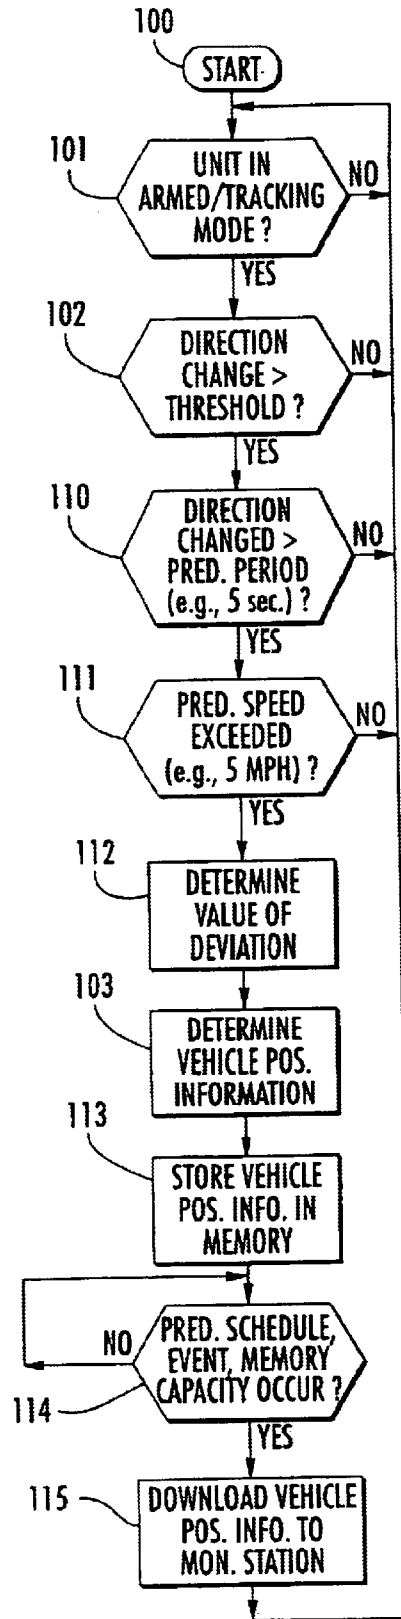 100
START
101
UNIT IN
ARMED/TRACKING
MODE ?
NO
YES
102
DIRECTION
CHANGE >
THRESHOLD ?
NO
YES
110
DIRECTION
CHANGED >
PRED. PERIOD
(e.g., 5 sec.) ?
NO
YES
111
PRED. SPEED
EXCEEDED
(e.g., 5 MPH) ?
NO
YES
112
DETERMINE
VALUE OF
DEVIATION
103
DETERMINE
VEHICLE POS.
INFORMATION
113
STORE VEHICLE
POS. INFO. IN
MEMORY
NO
PRED. SCHEDULE,
EVENT, MEMORY
CAPACITY OCCUR ?
114
YES
115
DOWNLOAD VEHICLE
POS. INFO. TO
MON. STATION